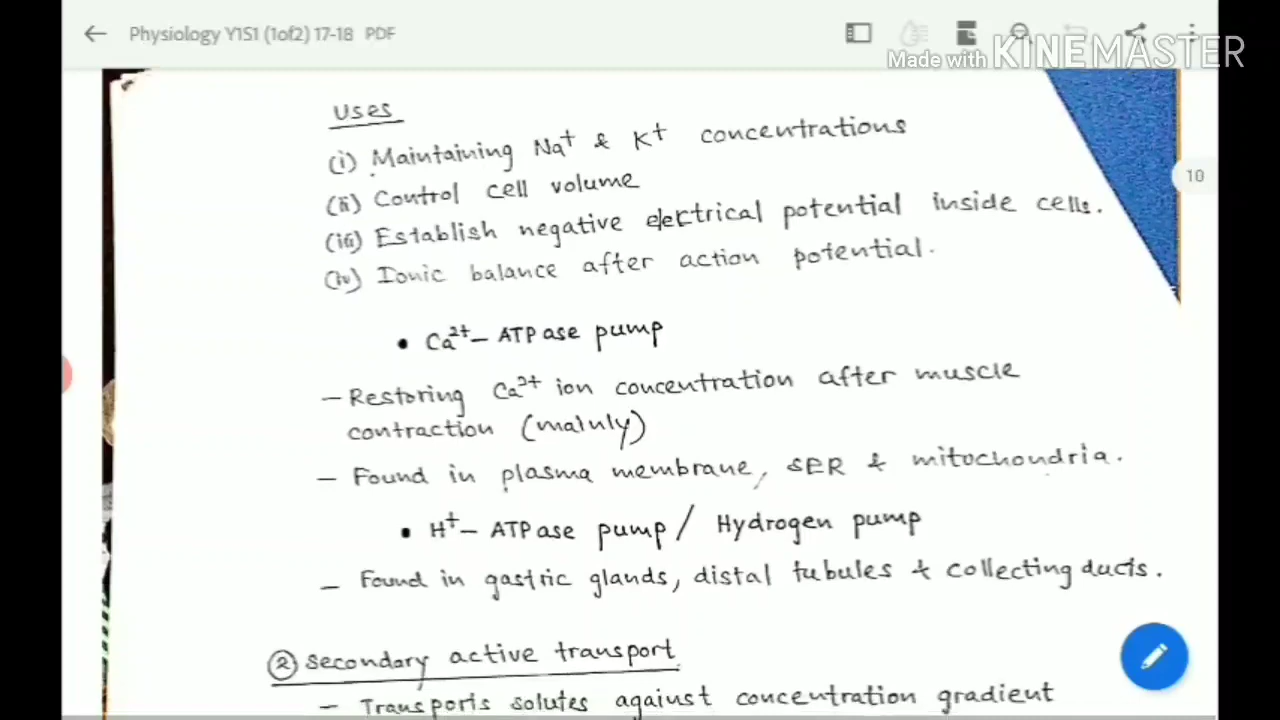 Physiology Y1S1 (1of2) 17-18 PDF
Made with KINEMASTER
Uses
(i) Maintaining Na+ & K+ concentrations
10
(ii) Control cell volume
(iii) Establish negative electrical potential inside cells.
(iv) Ionic balance after action potential.
• Ca²⁺– ATPase pump
– Restoring Ca²⁺ ion concentration after muscle
contraction (mainly)
– Found in plasma membrane, SER & mitochondria.
• H⁺– ATPase pump / Hydrogen pump
– Found in gastric glands, distal tubules & collecting ducts.
② Secondary active transport
– Transports solutes against concentration gradient